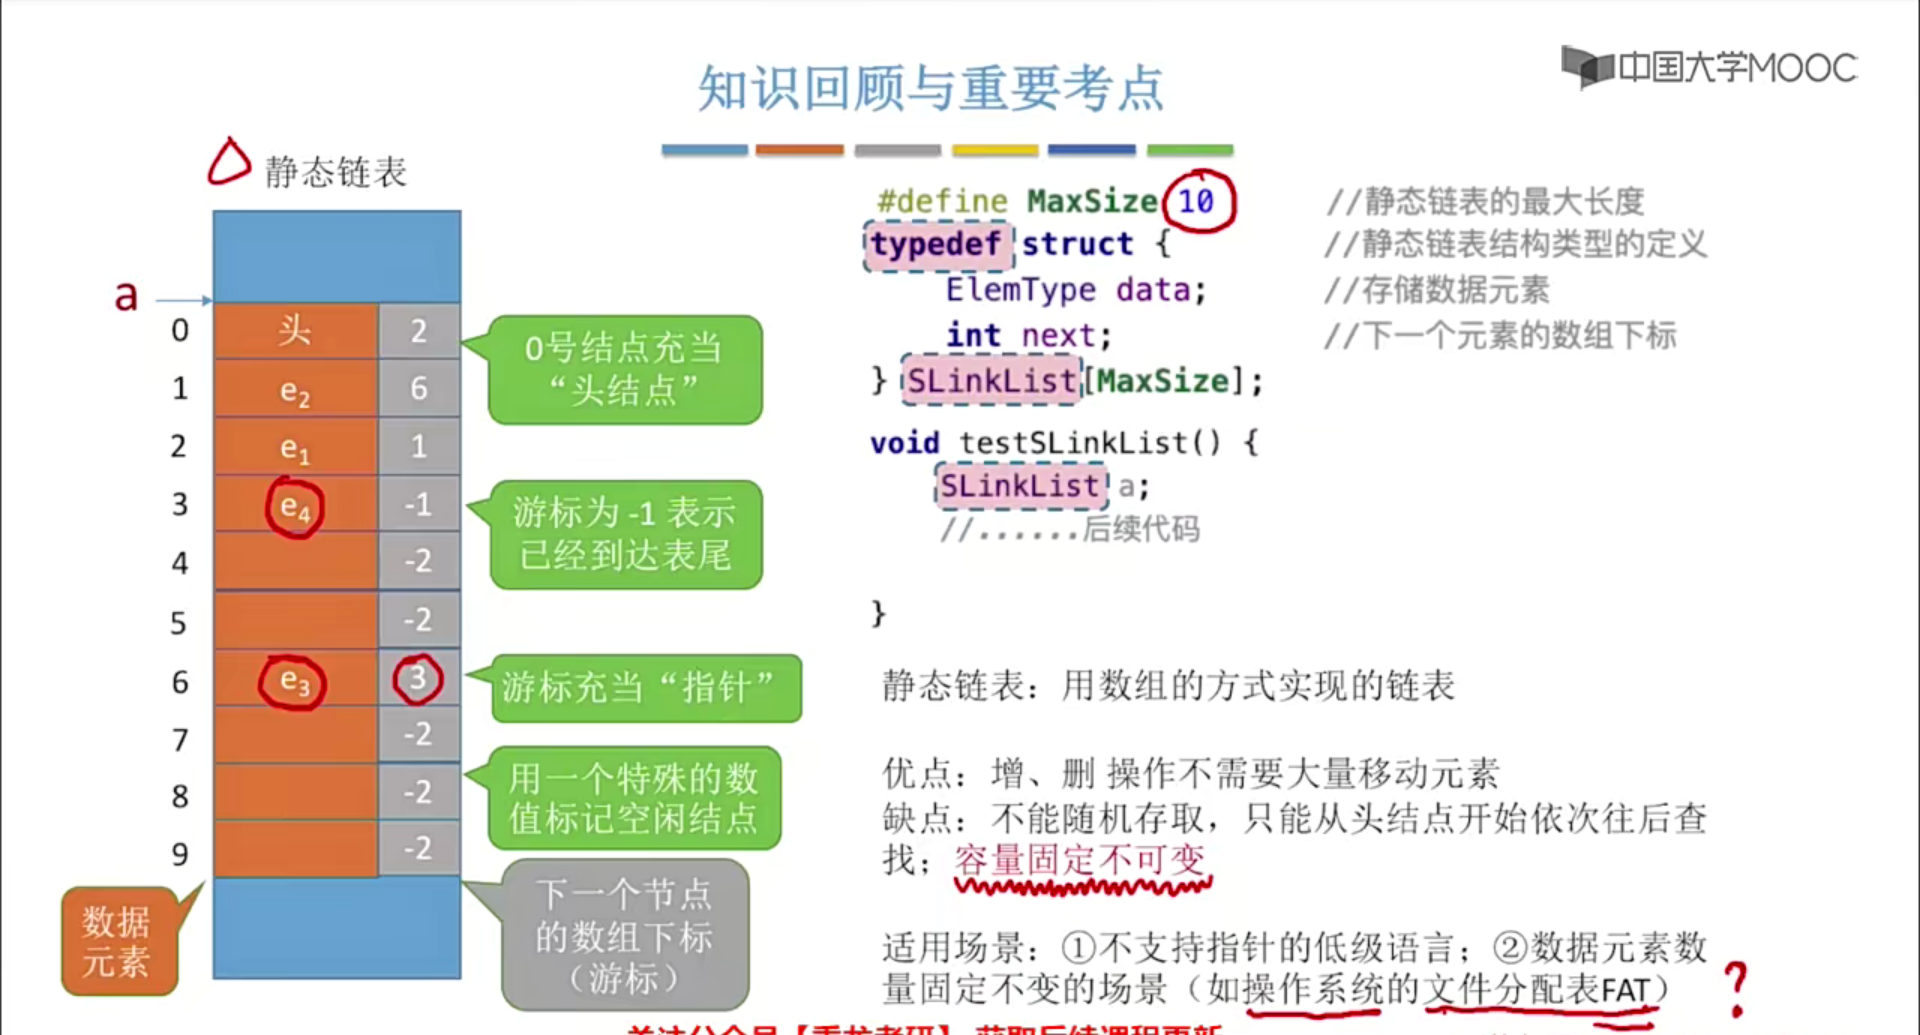 知识回顾与重要考点
中国大学MOOC
静态链表
a
0 头 2
1 e₂ 6
2 e₁ 1
3 e₄ -1
4 -2
5 -2
6 e₃ 3
7 -2
8 -2
9 -2
0号结点充当
“头结点”
游标为 -1 表示
已经到达表尾
游标充当“指针”
用一个特殊的数
值标记空闲结点
下一个节点
的数组下标
（游标）
数据
元素
#define MaxSize 10 //静态链表的最大长度
typedef struct { //静态链表结构类型的定义
ElemType data; //存储数据元素
int next; //下一个元素的数组下标
} SLinkList[MaxSize];
void testSLinkList() {
SLinkList a;
//......后续代码
}
静态链表：用数组的方式实现的链表
优点：增、删 操作不需要大量移动元素
缺点：不能随机存取，只能从头结点开始依次往后查
找；容量固定不可变
适用场景：①不支持指针的低级语言；②数据元素数
量固定不变的场景（如操作系统的文件分配表FAT）
?